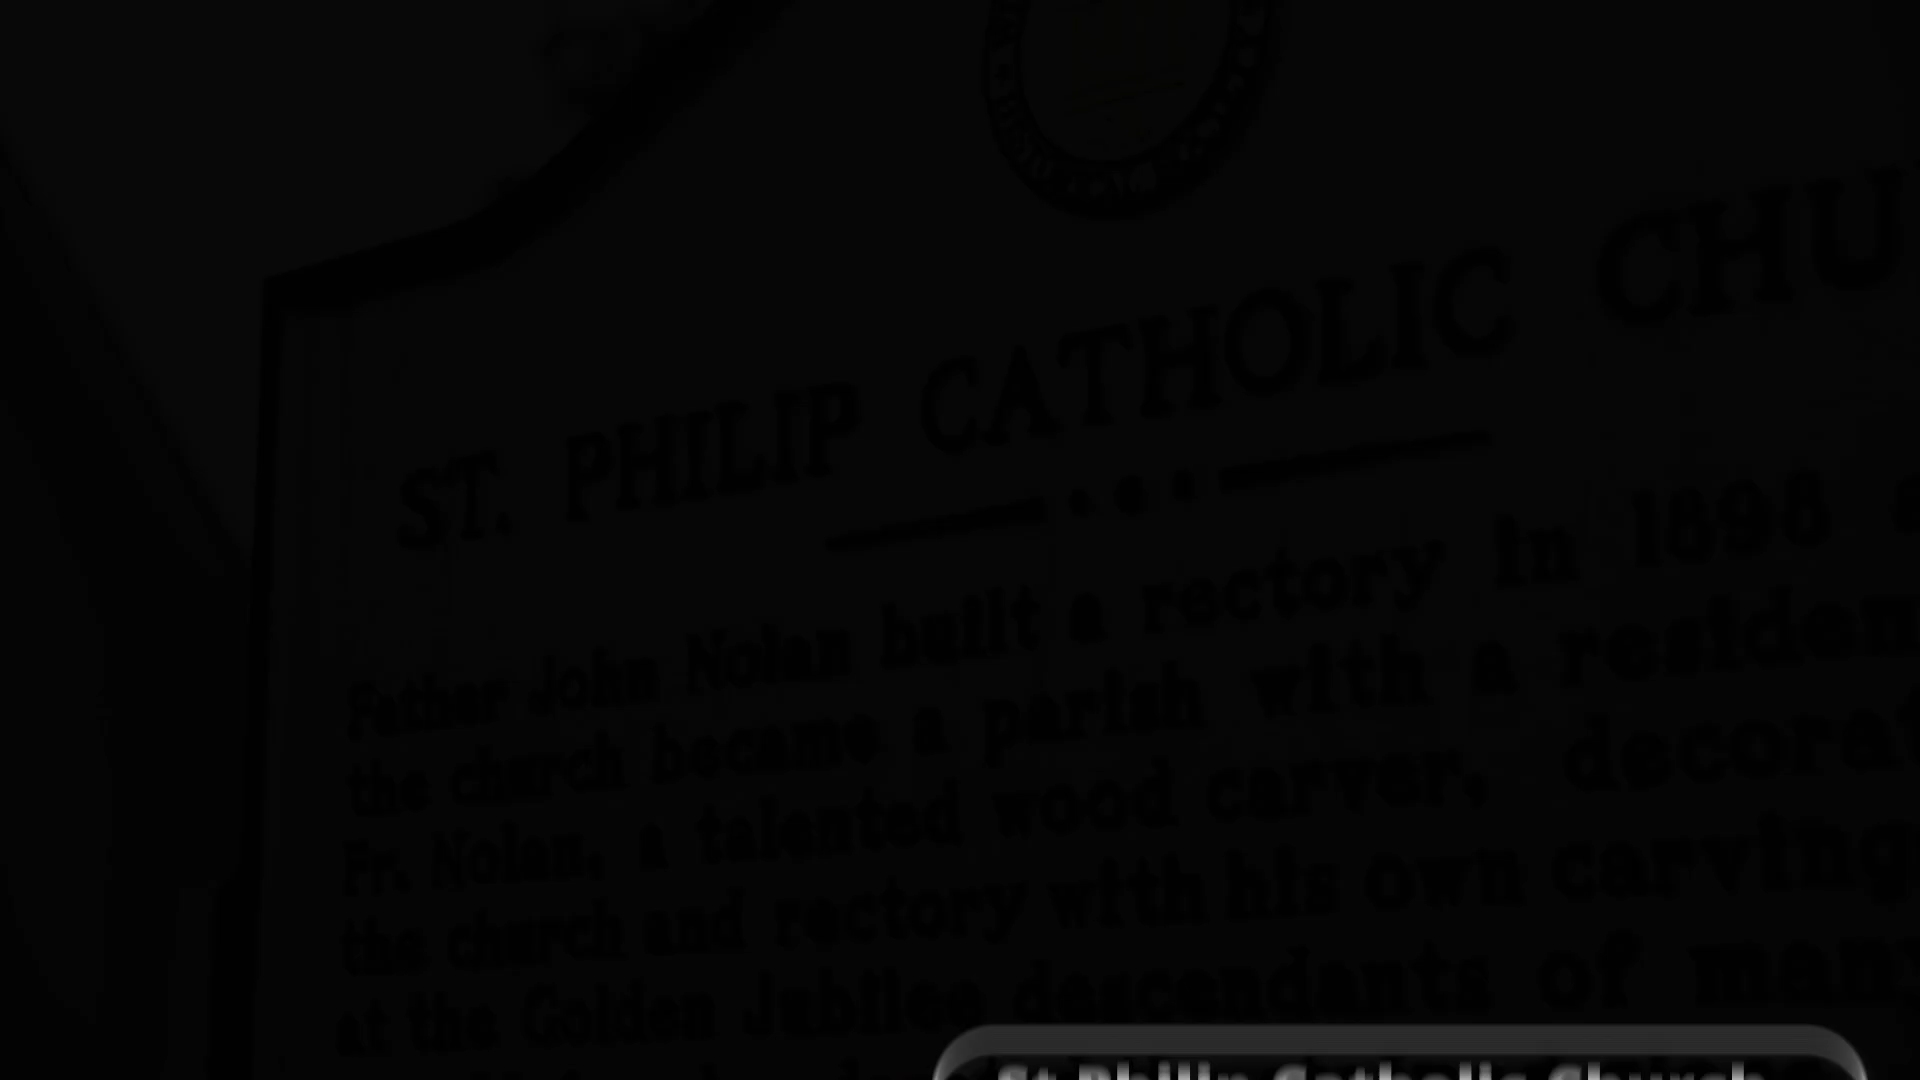 ST. PHILIP CATHOLIC CHU
Father John Nolan built a rectory in 1898
the church became a parish with a residen
Fr. Nolan, a talented wood carver, decorat
the church and rectory with his own carving
at the Golden Jubilee descendants of many
St Philip Catholic Church